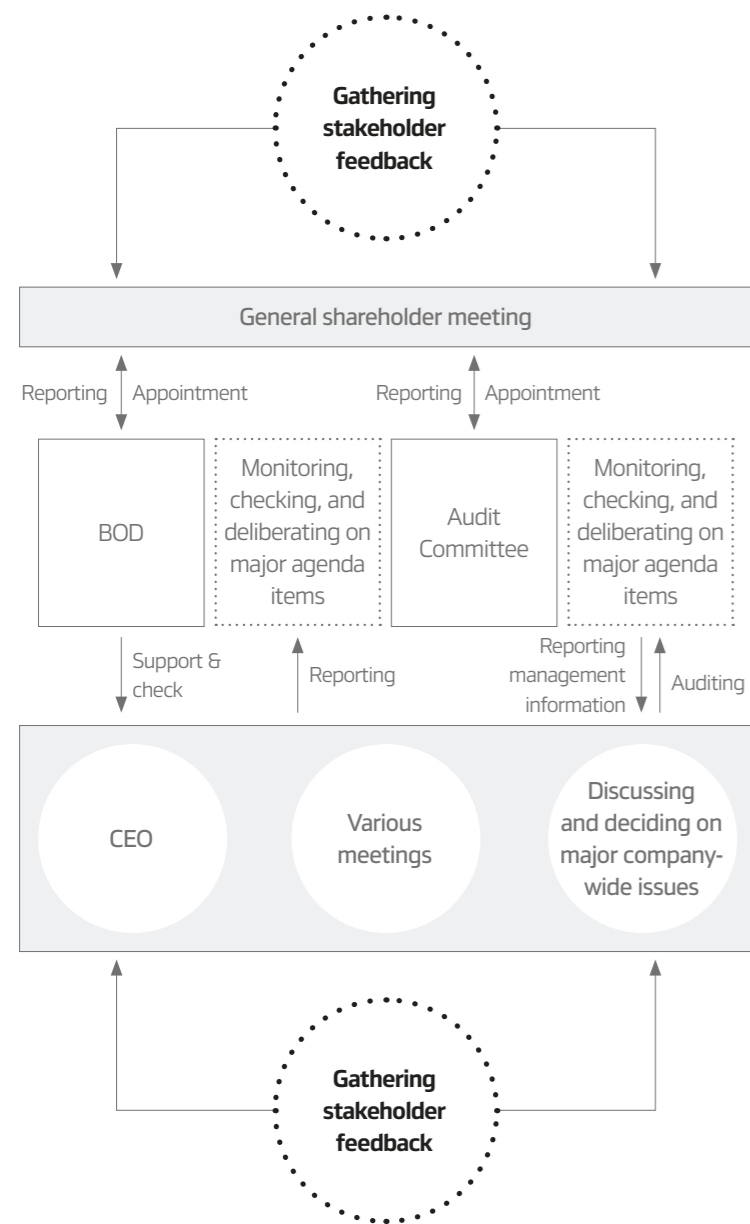 Gathering
stakeholder
feedback
General shareholder meeting
Reporting
Appointment
Reporting
Appointment
BOD
Monitoring,
checking, and
deliberating on
major agenda
items
Audit
Committee
Monitoring,
checking, and
deliberating on
major agenda
items
Support &
check
Reporting
Reporting
management
information
Auditing
CEO
Various
meetings
Discussing
and deciding on
major company-
wide issues
Gathering
stakeholder
feedback